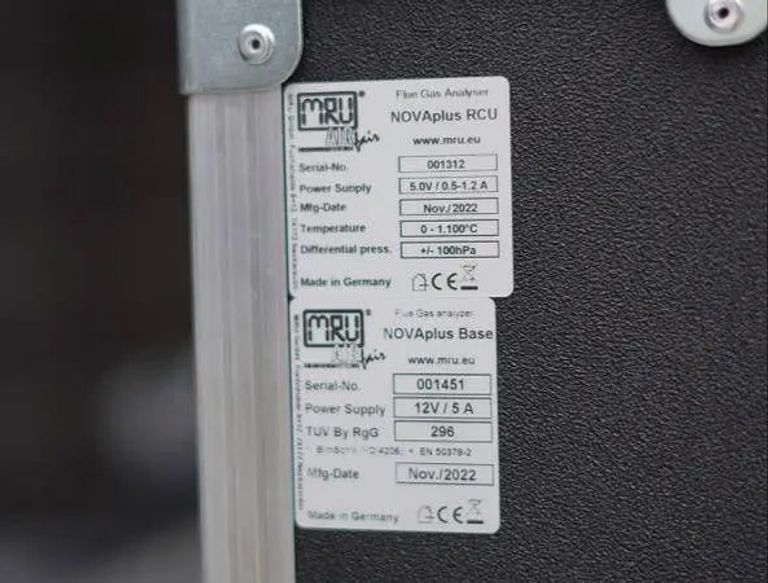 MRU
AIR
fair
Flue Gas Analyser
NOVAplus RCU
www.mru.eu
Serial-No. 001312
Power Supply 5.0V / 0.5-1.2 A
Mfg-Date Nov./2022
Temperature 0 - 1.100°C
Differential press. +/- 100hPa
Made in Germany CE
MRU
AIR
fair
Flue Gas analyzer
NOVAplus Base
www.mru.eu
Serial-No. 001451
Power Supply 12V / 5 A
TÜV By RgG 296
EN 50379-2
Mfg-Date Nov./2022
Made in Germany CE